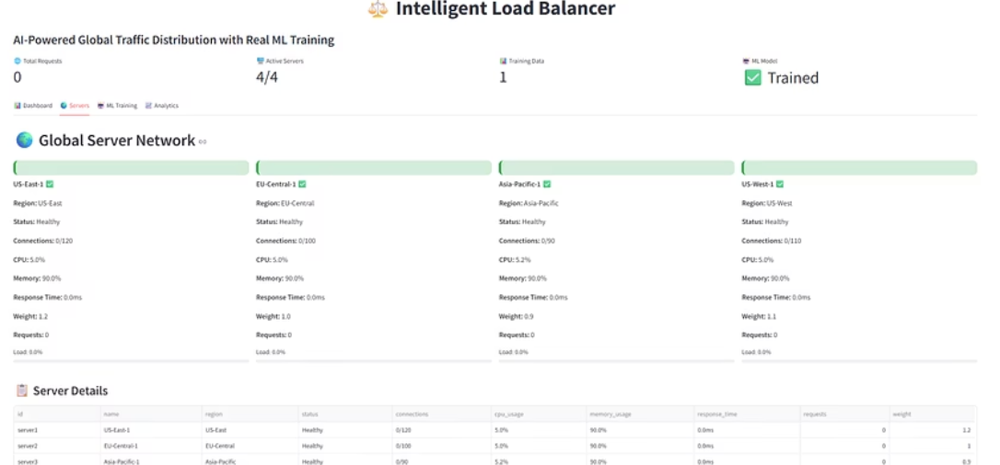 Intelligent Load Balancer
AI-Powered Global Traffic Distribution with Real ML Training
Total Requests Active Servers Training Data ML Model
0 4/4 1 Trained
Dashboard Servers ML Training Analytics
Global Server Network
US-East-1 EU-Central-1 Asia-Pacific-1 US-West-1
Region: US-East Region: EU-Central Region: Asia-Pacific Region: US-West
Status: Healthy Status: Healthy Status: Healthy Status: Healthy
Connections: 0/120 Connections: 0/100 Connections: 0/90 Connections: 0/110
CPU: 5.0% CPU: 5.0% CPU: 5.2% CPU: 5.0%
Memory: 90.0% Memory: 90.0% Memory: 90.0% Memory: 90.0%
Response Time: 0.0ms Response Time: 0.0ms Response Time: 0.0ms Response Time: 0.0ms
Weight: 1.2 Weight: 1.0 Weight: 0.9 Weight: 1.1
Requests: 0 Requests: 0 Requests: 0 Requests: 0
Load: 0.0% Load: 0.0% Load: 0.0% Load: 0.0%
Server Details
id name region status connections cpu_usage memory_usage response_time requests weight
server1 US-East-1 US-East Healthy 0/120 5.0% 90.0% 0.0ms 0 1.2
server2 EU-Central-1 EU-Central Healthy 0/100 5.0% 90.0% 0.0ms 0 1
server3 Asia-Pacific-1 Asia-Pacific Healthy 0/90 5.2% 90.0% 0.0ms 0 0.9